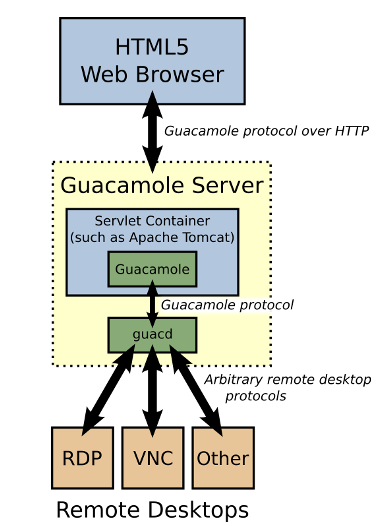 HTML5
Web Browser
Guacamole protocol over HTTP
Guacamole Server
Servlet Container
(such as Apache Tomcat)
Guacamole
Guacamole protocol
guacd
Arbitrary remote desktop
protocols
RDP
VNC
Other
Remote Desktops